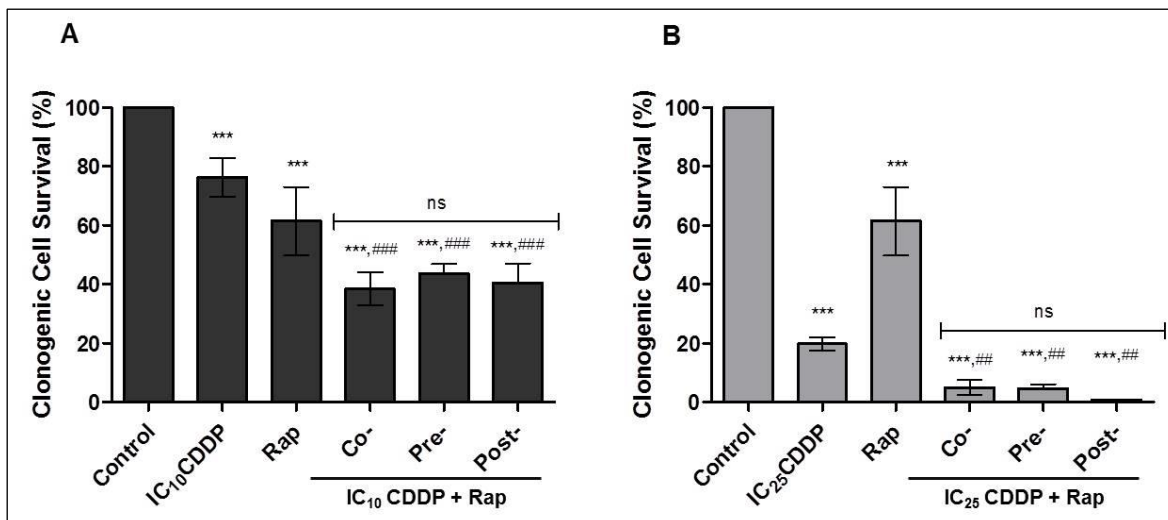 A
Clonogenic Cell Survival (%)
100
80
60
40
20
0
***
***
ns
***,###
***,###
***,###
Control
IC₁₀CDDP
Rap
Co-
Pre-
Post-
IC₁₀ CDDP + Rap
B
Clonogenic Cell Survival (%)
100
80
60
40
20
0
***
***
ns
***,##
***,##
***,##
Control
IC₂₅CDDP
Rap
Co-
Pre-
Post-
IC₂₅ CDDP + Rap